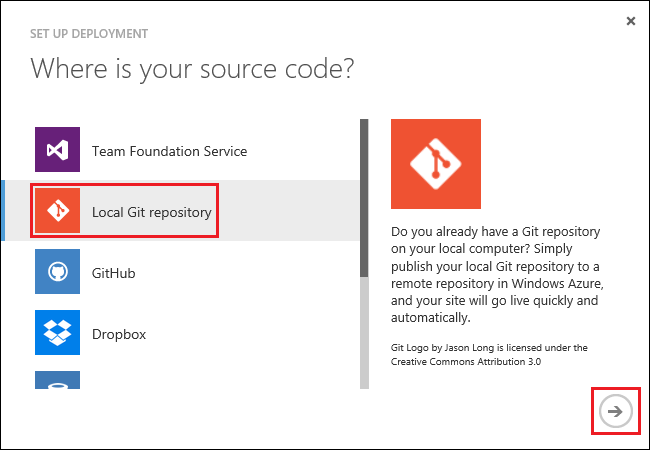 SET UP DEPLOYMENT
Where is your source code?
Team Foundation Service
Local Git repository
GitHub
Dropbox
Do you already have a Git repository
on your local computer? Simply
publish your local Git repository to a
remote repository in Windows Azure,
and your site will go live quickly and
automatically.
Git Logo by Jason Long is licensed under the
Creative Commons Attribution 3.0